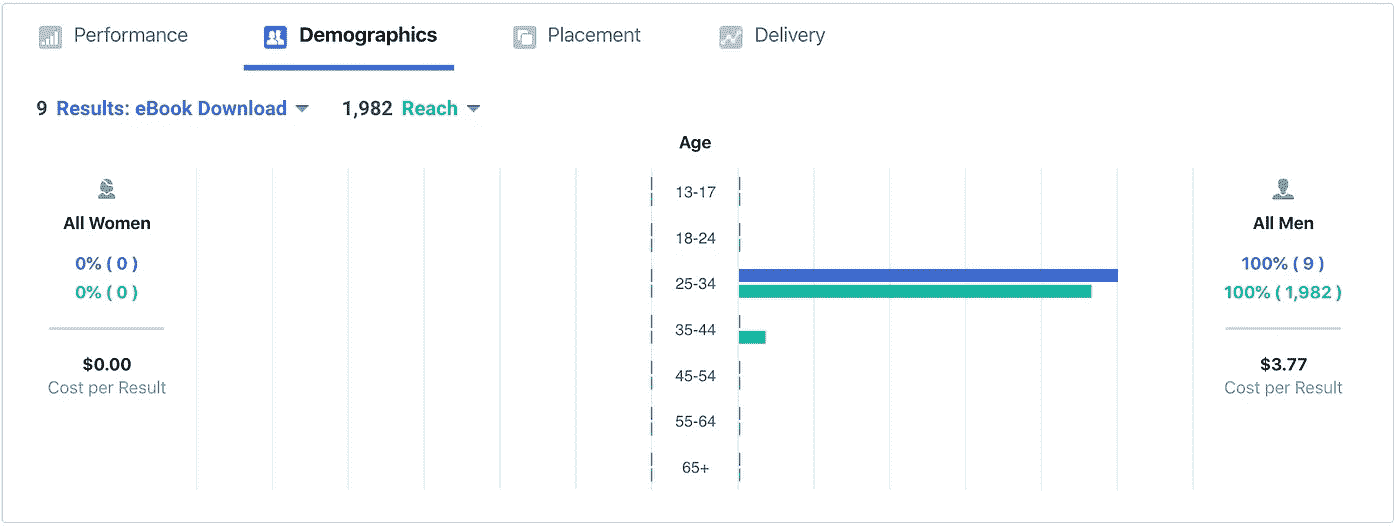 Performance Demographics Placement Delivery
9 Results: eBook Download 1,982 Reach
Age
All Women
0% ( 0 )
0% ( 0 )
$0.00
Cost per Result
13-17
18-24
25-34
35-44
45-54
55-64
65+
All Men
100% ( 9 )
100% ( 1,982 )
$3.77
Cost per Result